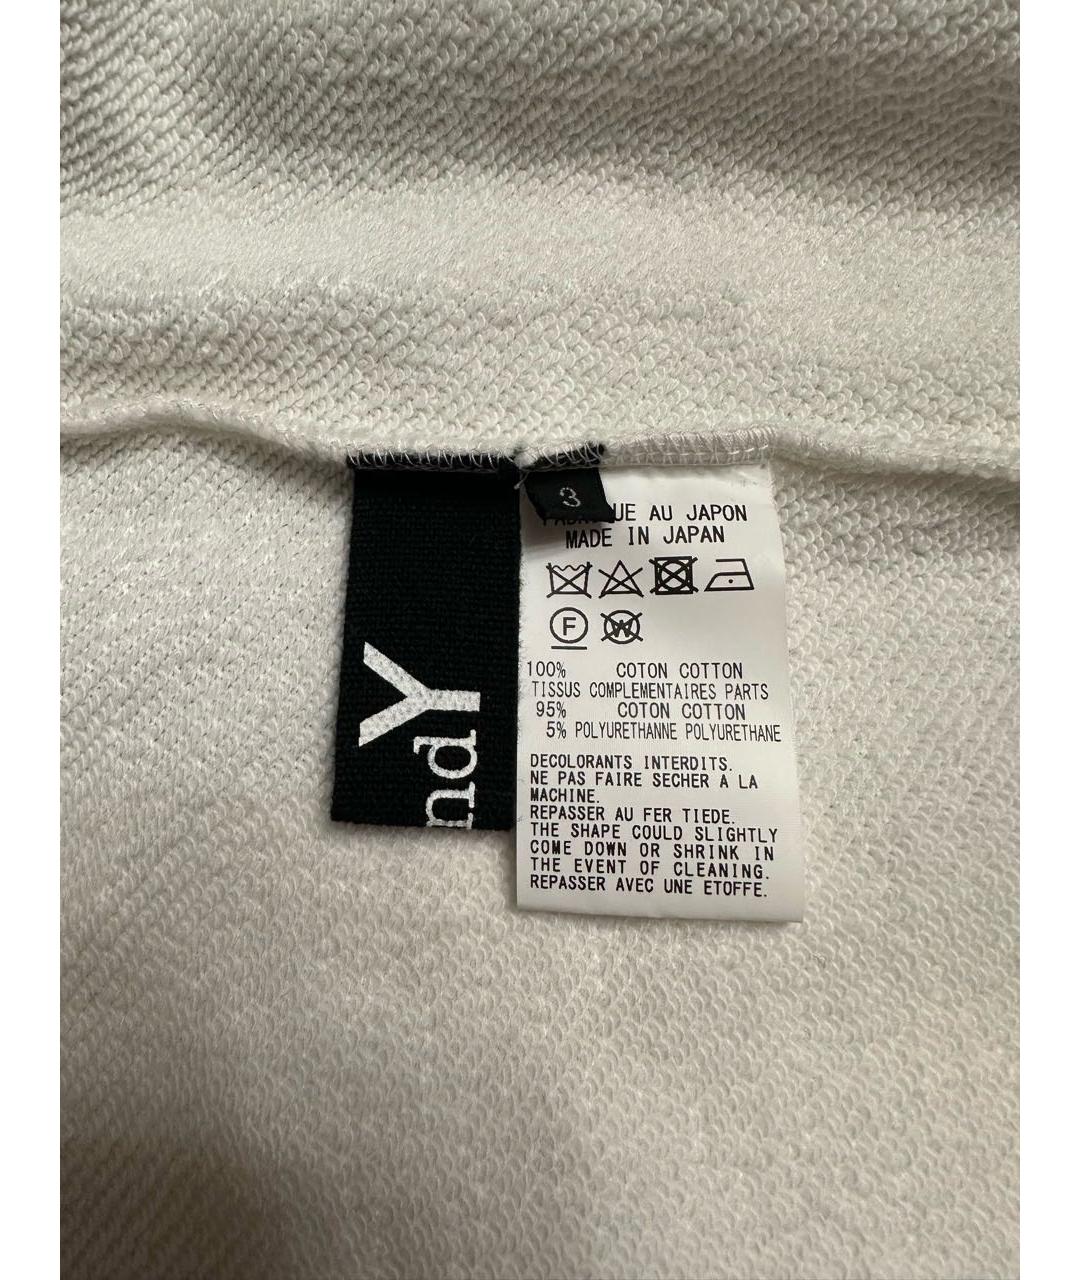 ndY
3
UE AU JAPON
MADE IN JAPAN
F
W
100% COTON COTTON
TISSUS COMPLEMENTAIRES PARTS
95% COTON COTTON
5% POLYURETHANNE POLYURETHANE
DECOLORANTS INTERDITS.
NE PAS FAIRE SECHER A LA
MACHINE.
REPASSER AU FER TIEDE.
THE SHAPE COULD SLIGHTLY
COME DOWN OR SHRINK IN
THE EVENT OF CLEANING.
REPASSER AVEC UNE ETOFFE.